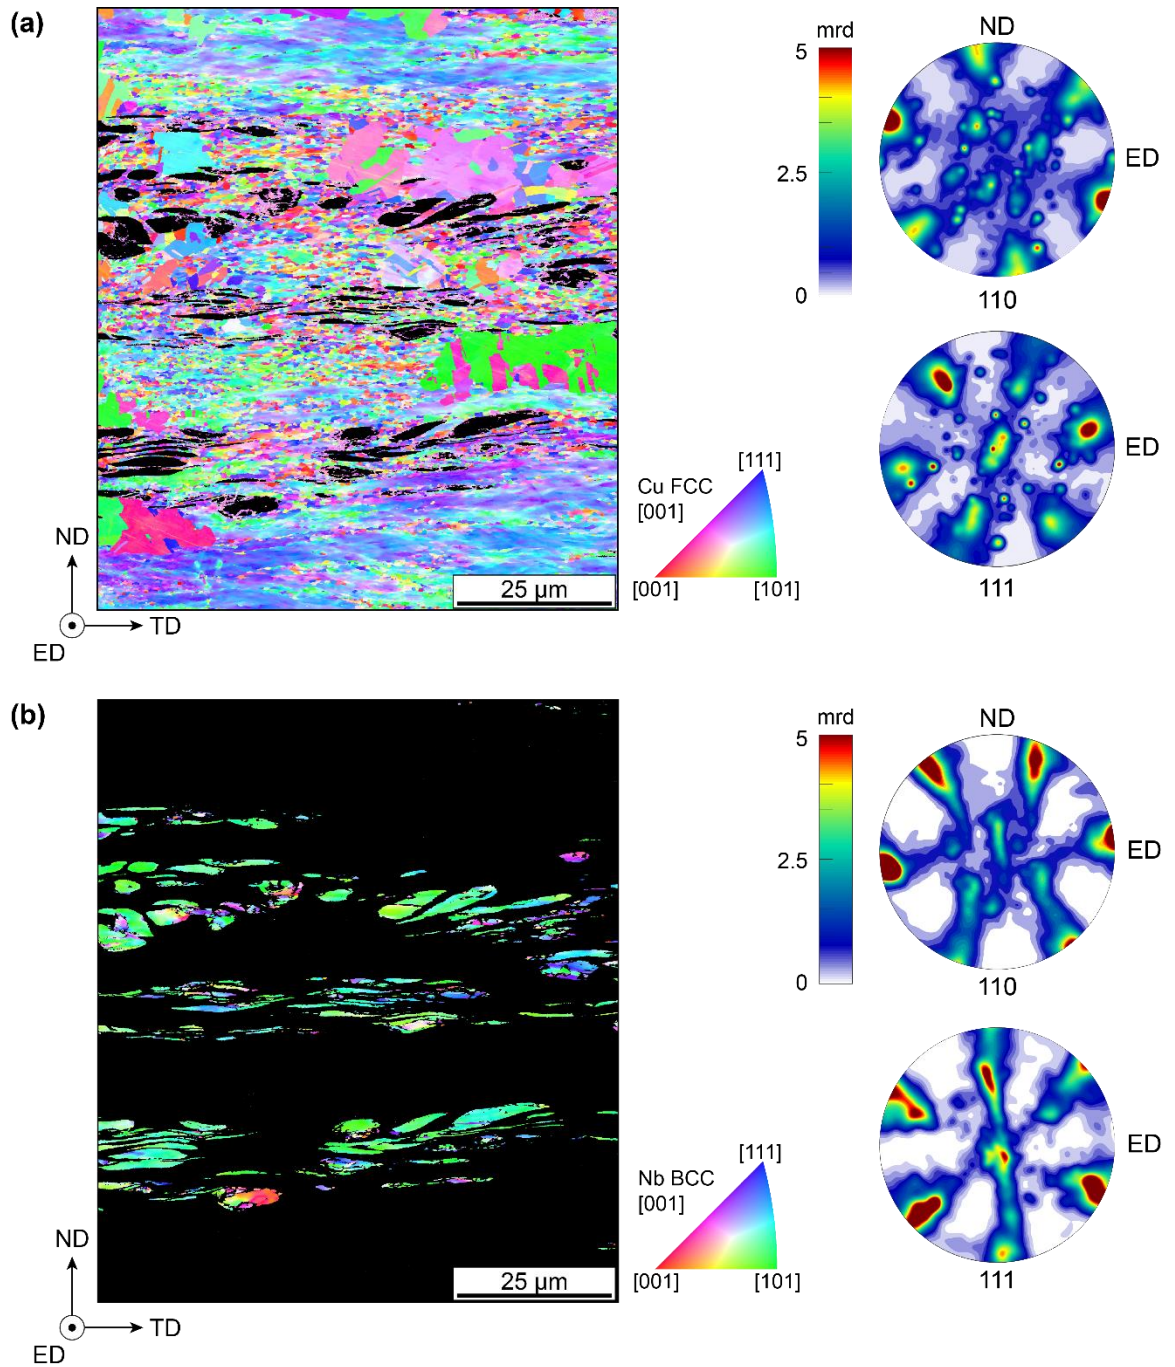 (a)
mrd
5
2.5
0
ND
ED
110
ED
111
Cu FCC
[001]
[111]
[001]
[101]
ND
TD
ED
25 µm
(b)
mrd
5
2.5
0
ND
ED
110
ED
111
Nb BCC
[001]
[111]
[001]
[101]
ND
TD
ED
25 µm